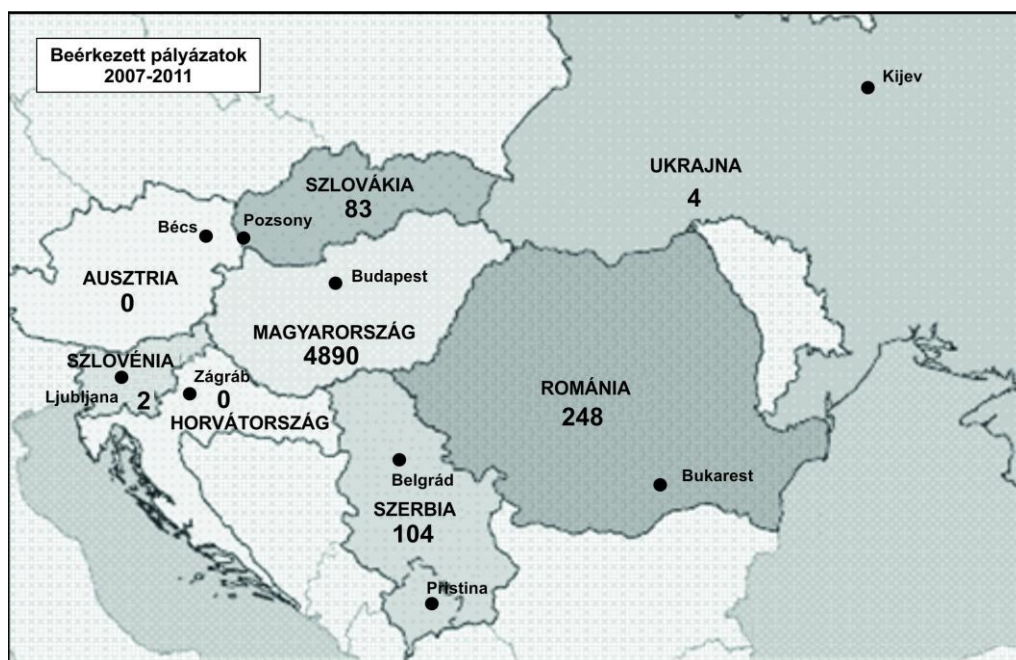 Beérkezett pályázatok
2007-2011
Kijev
UKRAJNA
4
SZLOVÁKIA
83
Bécs
Pozsony
AUSZTRIA
0
Budapest
MAGYARORSZÁG
4890
SZLOVÉNIA
Ljubljana
2
Zágráb
0
HORVÁTORSZÁG
ROMÁNIA
248
Bukarest
Belgrád
SZERBIA
104
Pristina